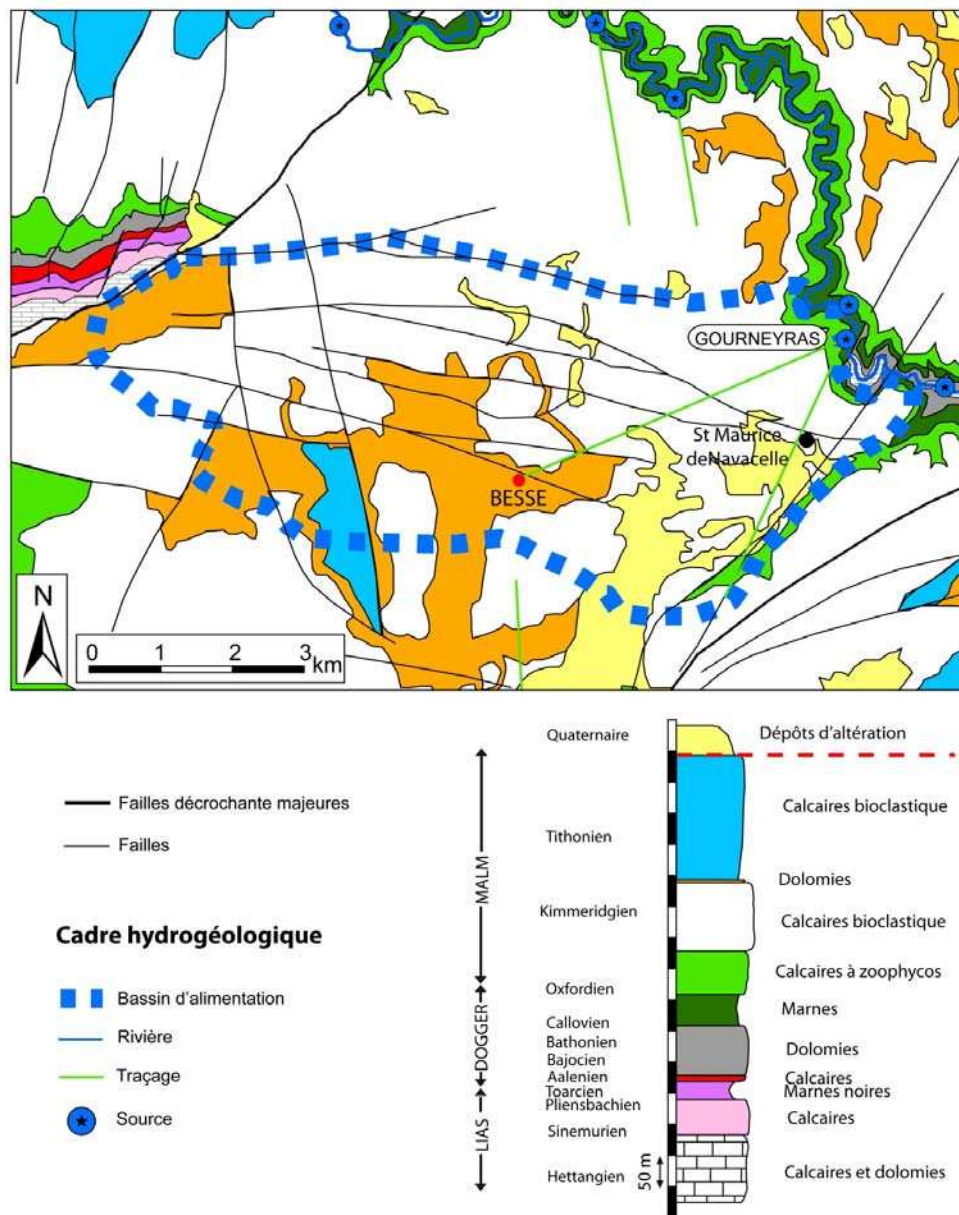 GOURNEYRAS
St Maurice
deNavacelle
BESSE
N
0 1 2 3
km
Quaternaire
Dépôts d'altération
Failles décrochante majeures
Failles
Calcaires bioclastique
Tithonien
MALM
Dolomies
Kimmeridgien
Calcaires bioclastique
Cadre hydrogéologique
Calcaires à zoophycos
Bassin d'alimentation
Oxfordien
Marnes
Rivière
Callovien
DOGGER
Bathonien
Dolomies
Bajocien
Traçage
Aalenien
Calcaires
Toarcien
Marnes noires
Pliensbachien
Calcaires
Source
Sinemurien
LIAS
50 m
Hettangien
Calcaires et dolomies